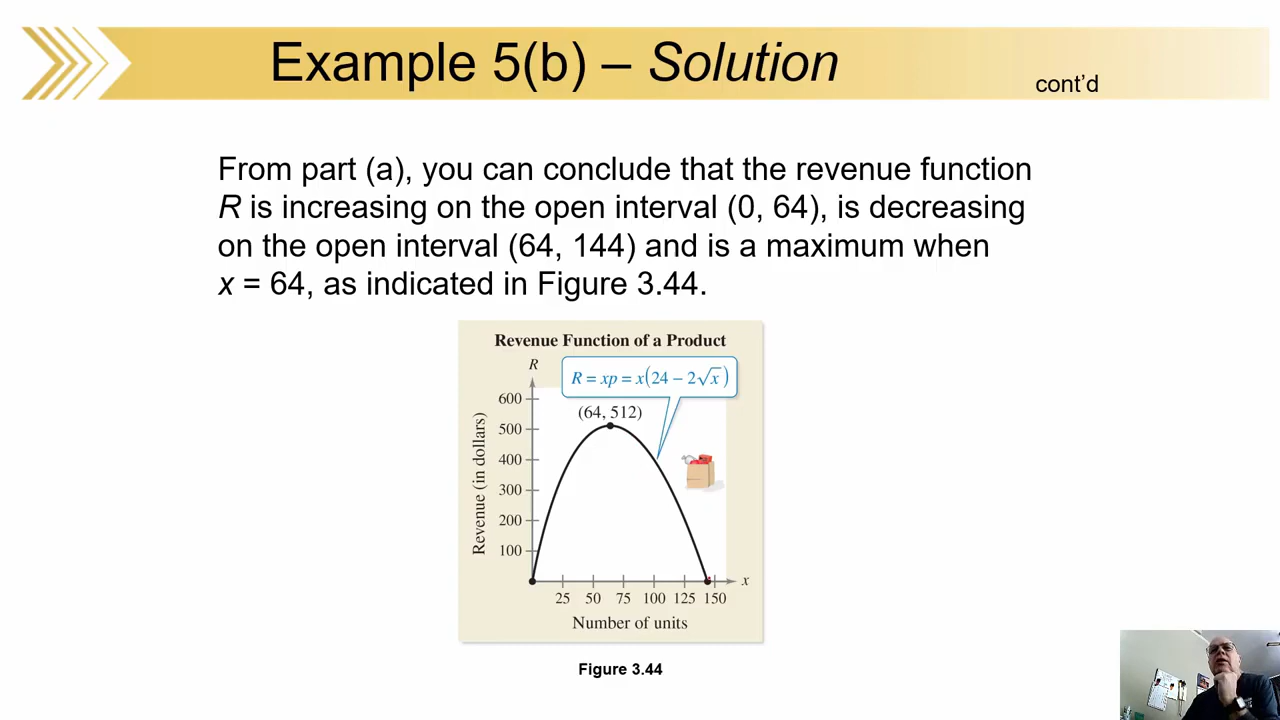 Example 5(b) – Solution
cont’d
From part (a), you can conclude that the revenue function
R is increasing on the open interval (0, 64), is decreasing
on the open interval (64, 144) and is a maximum when
x = 64, as indicated in Figure 3.44.
Revenue Function of a Product
R
R = xp = x(24 – 2√x)
(64, 512)
600
500
400
300
200
100
Revenue (in dollars)
x
25 50 75 100 125 150
Number of units
Figure 3.44